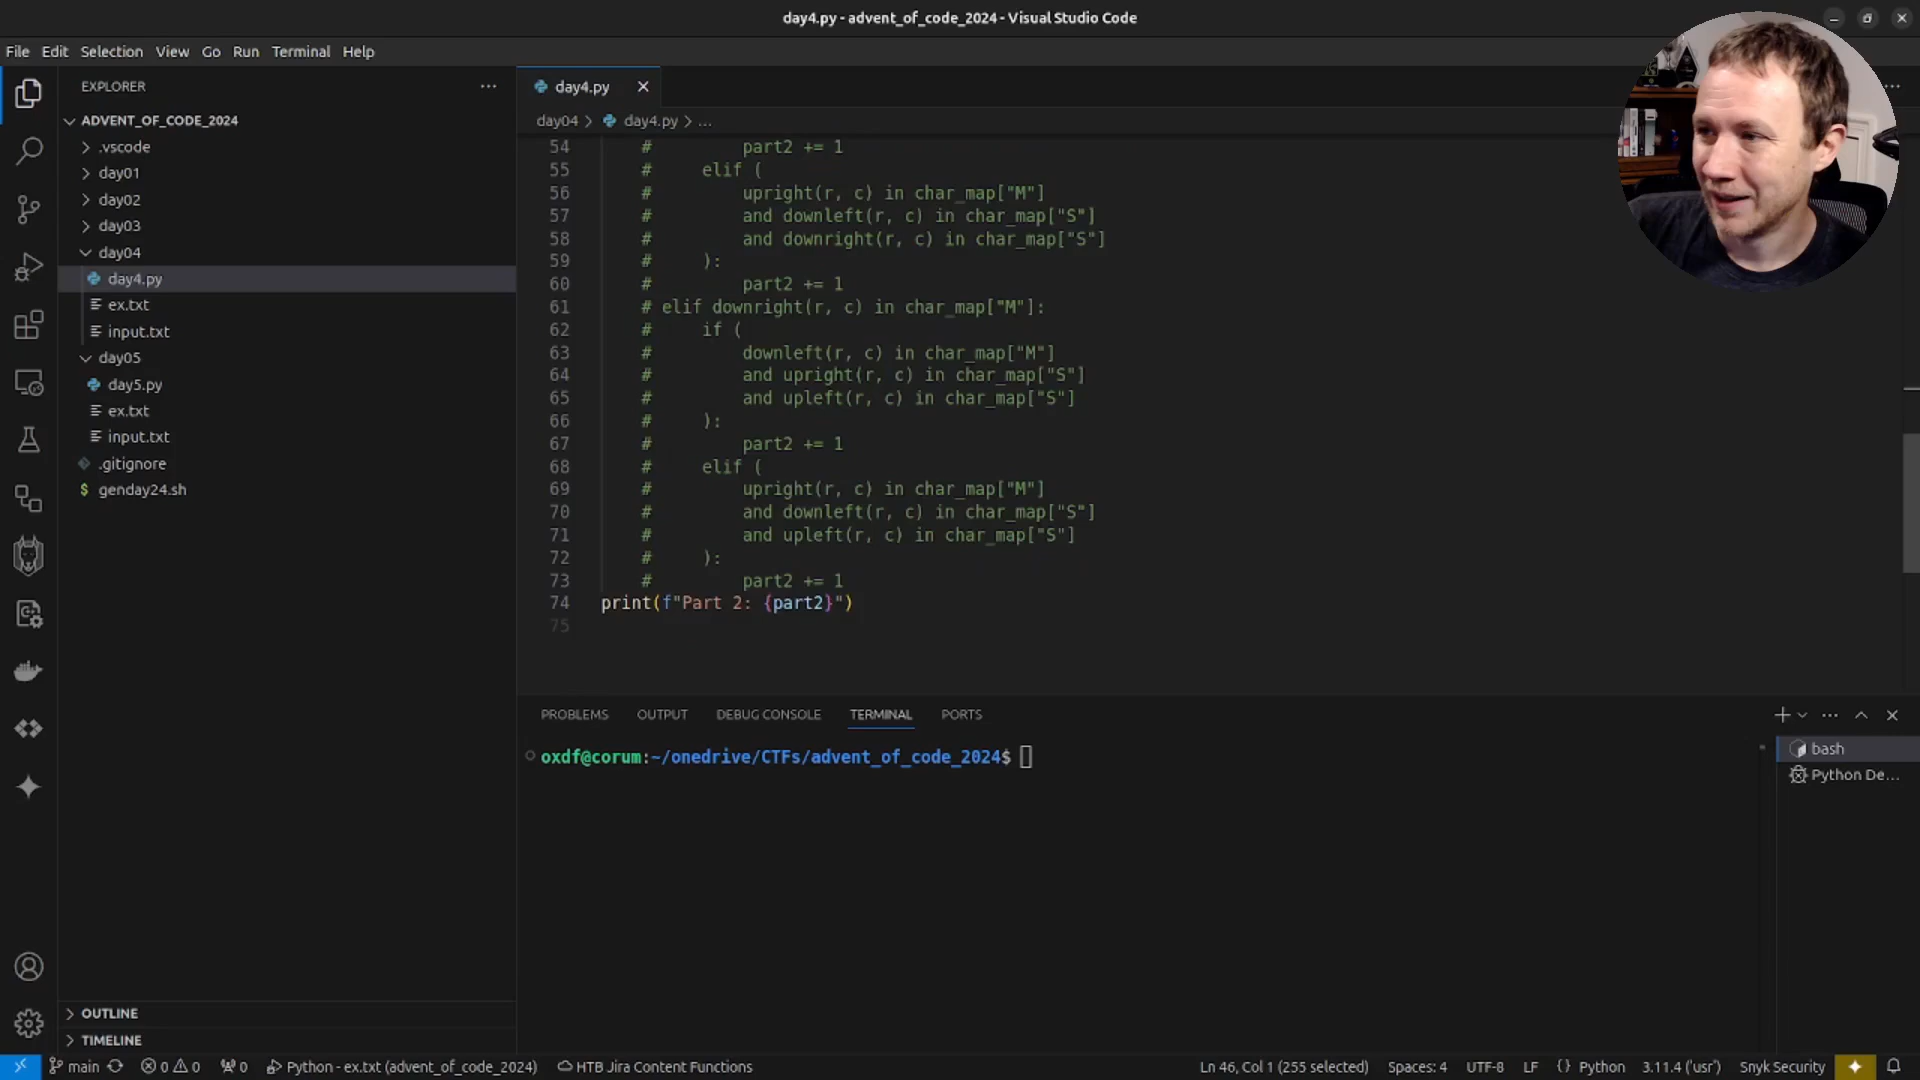 day4.py - advent_of_code_2024 - Visual Studio Code
File Edit Selection View Go Run Terminal Help
EXPLORER
ADVENT_OF_CODE_2024
.vscode
day01
day02
day03
day04
day4.py
ex.txt
input.txt
day05
day5.py
ex.txt
input.txt
.gitignore
$ genday24.sh
OUTLINE
TIMELINE
day4.py
day04 > day4.py > ...
54 # part2 += 1
55 # elif (
56 # upright(r, c) in char_map["M"]
57 # and downleft(r, c) in char_map["S"]
58 # and downright(r, c) in char_map["S"]
59 # ):
60 # part2 += 1
61 # elif downright(r, c) in char_map["M"]:
62 # if (
63 # downleft(r, c) in char_map["M"]
64 # and upright(r, c) in char_map["S"]
65 # and upleft(r, c) in char_map["S"]
66 # ):
67 # part2 += 1
68 # elif (
69 # upright(r, c) in char_map["M"]
70 # and downleft(r, c) in char_map["S"]
71 # and upleft(r, c) in char_map["S"]
72 # ):
73 # part2 += 1
74 print(f"Part 2: {part2}")
75
PROBLEMS OUTPUT DEBUG CONSOLE TERMINAL PORTS
oxdf@corum:~/onedrive/CTFs/advent_of_code_2024$
bash
Python De...
main 0 0 0 Python - ex.txt (advent_of_code_2024) HTB Jira Content Functions Ln 46, Col 1 (255 selected) Spaces: 4 UTF-8 LF {} Python 3.11.4 ('usr') Snyk Security